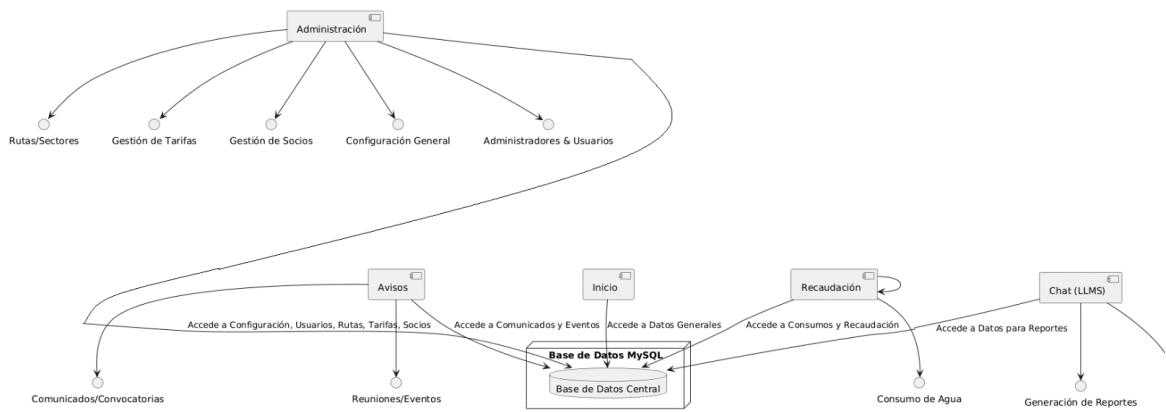 Administración
Rutas/Sectores
Gestión de Tarifas
Gestión de Socios
Configuración General
Administradores & Usuarios
Avisos
Inicio
Recaudación
Chat (LLMS)
Accede a Configuración, Usuarios, Rutas, Tarifas, Socios
Accede a Comunicados y Eventos
Accede a Datos Generales
Accede a Consumos y Recaudación
Accede a Datos para Reportes
Base de Datos MySQL
Base de Datos Central
Comunicados/Convocatorias
Reuniones/Eventos
Consumo de Agua
Generación de Reportes